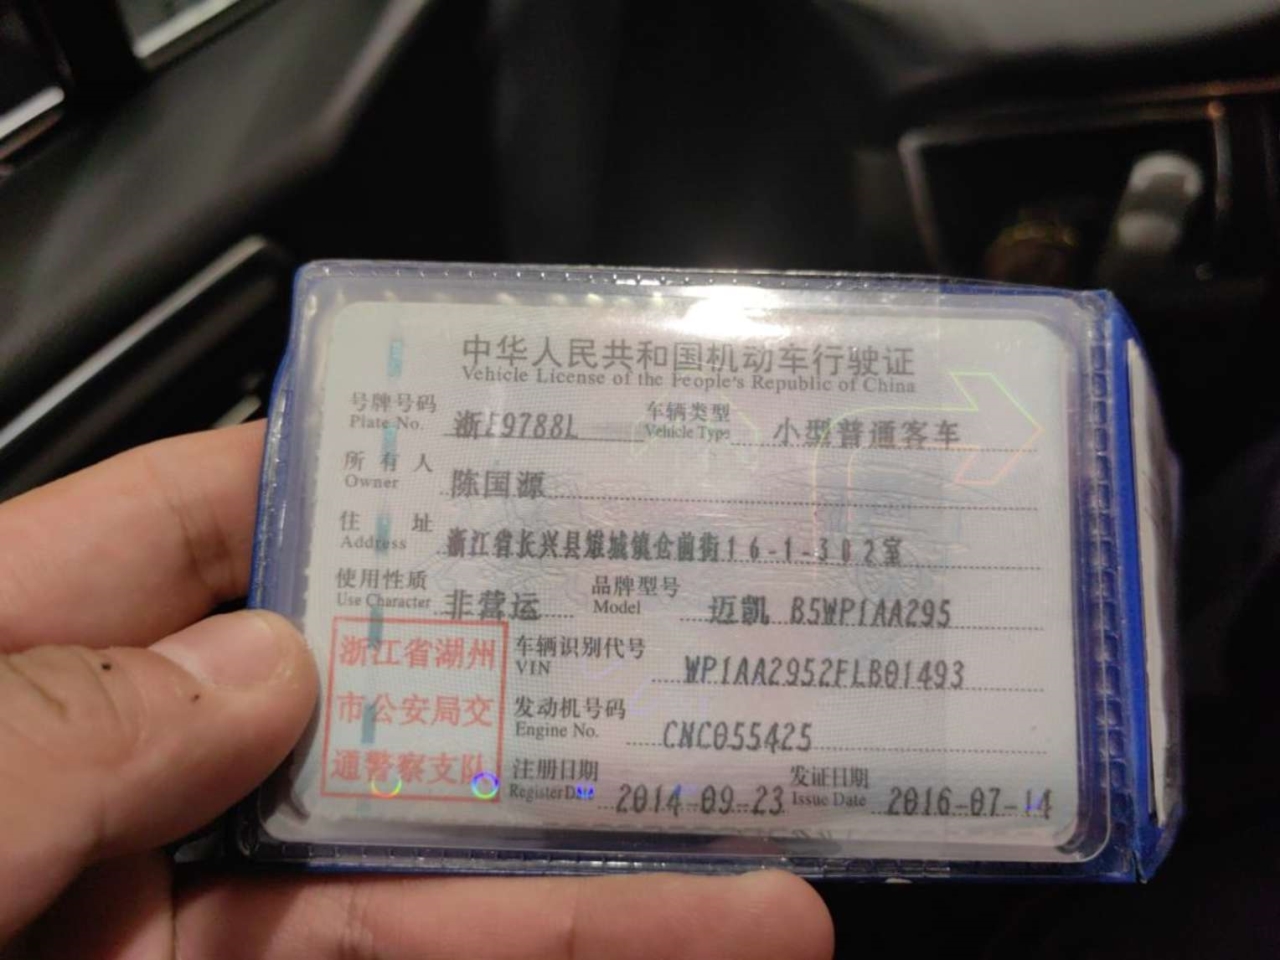 中华人民共和国机动车行驶证
Vehicle License of the People's Republic of China
号牌号码 浙E9788L 车辆类型 小型普通客车
Plate No. Vehicle Type
所有人 陈国源
Owner
住址 浙江省长兴县雉城镇仓前街16-1-302室
Address
使用性质 非营运 品牌型号 迈凯 B5WP1AA295
Use Character Model
浙江省湖州
市公安局交
通警察支队
车辆识别代号 WP1AA2952FLB01493
VIN
发动机号码 CNC055425
Engine No.
注册日期 2014-09-23 发证日期 2016-07-14
Register Date Issue Date